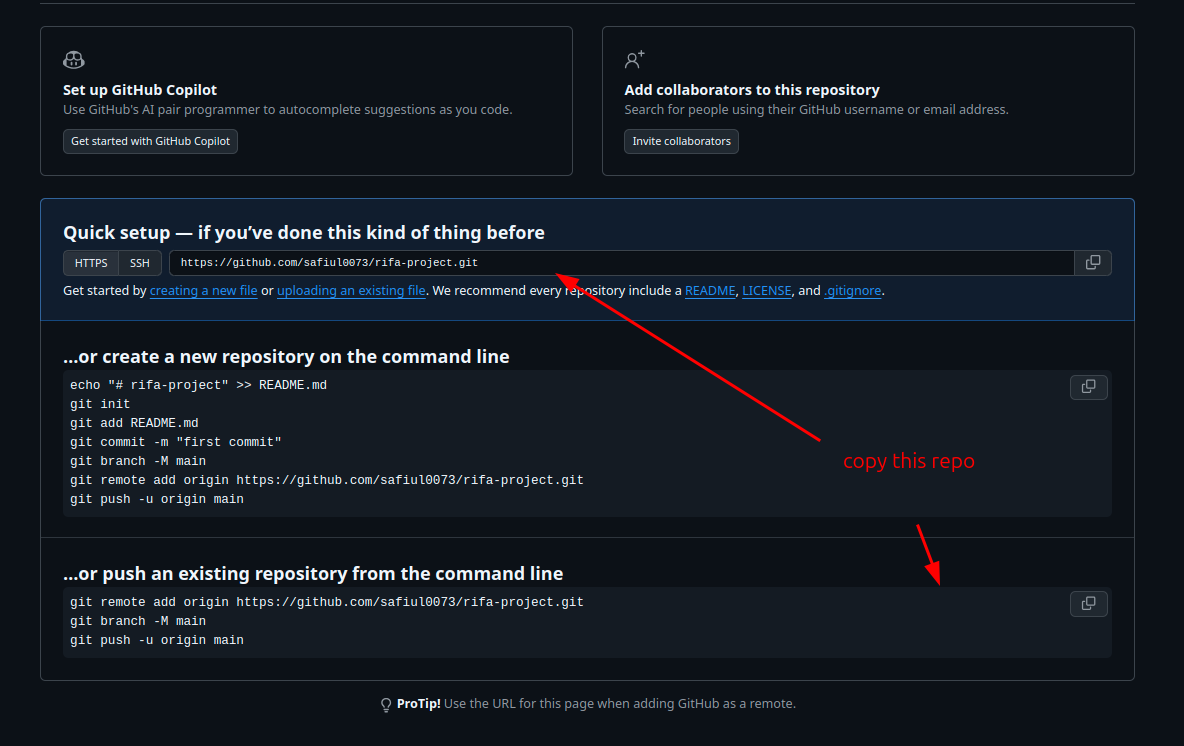 Set up GitHub Copilot
Use GitHub's AI pair programmer to autocomplete suggestions as you code.
Get started with GitHub Copilot
Add collaborators to this repository
Search for people using their GitHub username or email address.
Invite collaborators
Quick setup — if you’ve done this kind of thing before
HTTPS SSH https://github.com/safiul0073/rifa-project.git
Get started by creating a new file or uploading an existing file. We recommend every repository include a README, LICENSE, and .gitignore.
…or create a new repository on the command line
echo "# rifa-project" >> README.md
git init
git add README.md
git commit -m "first commit"
git branch -M main
git remote add origin https://github.com/safiul0073/rifa-project.git
git push -u origin main
copy this repo
…or push an existing repository from the command line
git remote add origin https://github.com/safiul0073/rifa-project.git
git branch -M main
git push -u origin main
ProTip! Use the URL for this page when adding GitHub as a remote.